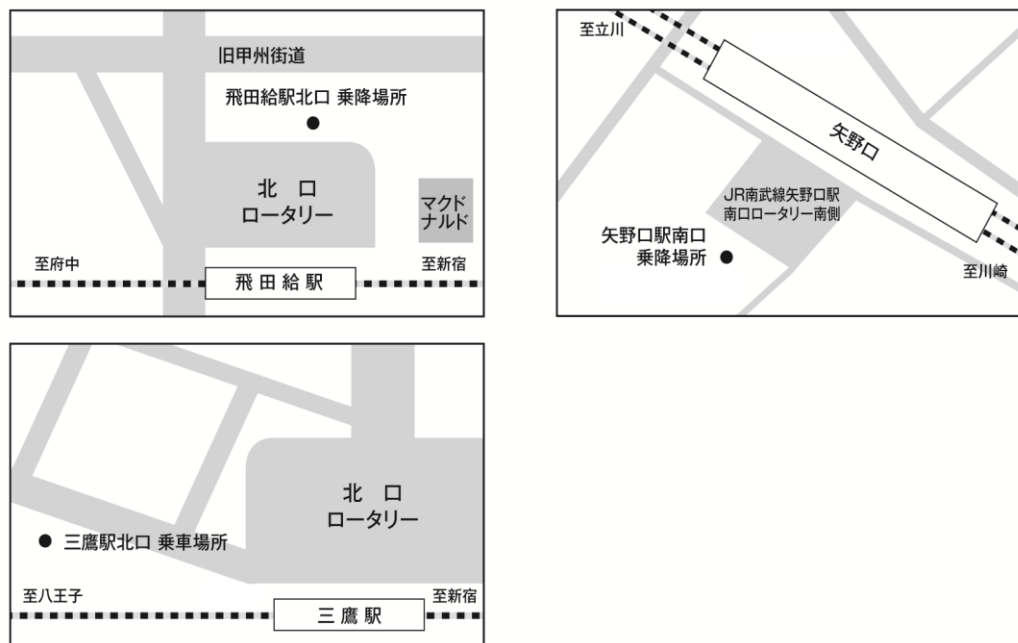 旧甲州街道
飛田給駅北口 乗降場所
北 口
ロータリー
マクド
ナルド
至府中
至新宿
飛田給駅
至立川
矢野口
JR南武線矢野口駅
南口ロータリー南側
矢野口駅南口
乗降場所
至川崎
北 口
ロータリー
三鷹駅北口 乗車場所
至八王子
至新宿
三鷹駅